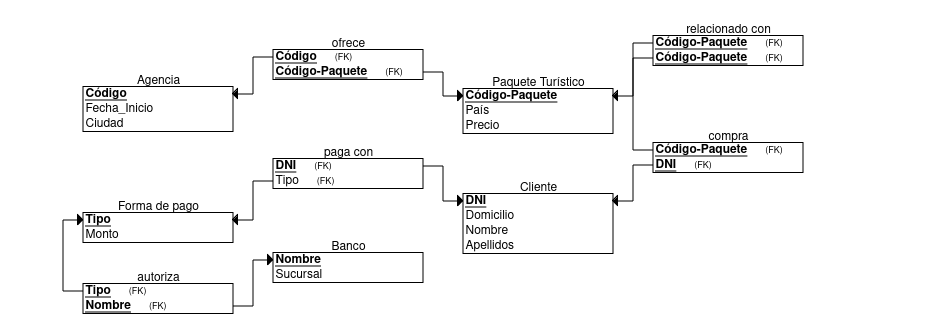 relacionado con
Código-Paquete (FK)
Código-Paquete (FK)
ofrece
Código (FK)
Código-Paquete (FK)
Agencia
Código
Fecha_Inicio
Ciudad
Paquete Turístico
Código-Paquete
País
Precio
compra
Código-Paquete (FK)
DNI (FK)
paga con
DNI (FK)
Tipo (FK)
Cliente
DNI
Domicilio
Nombre
Apellidos
Forma de pago
Tipo
Monto
Banco
Nombre
Sucursal
autoriza
Tipo (FK)
Nombre (FK)